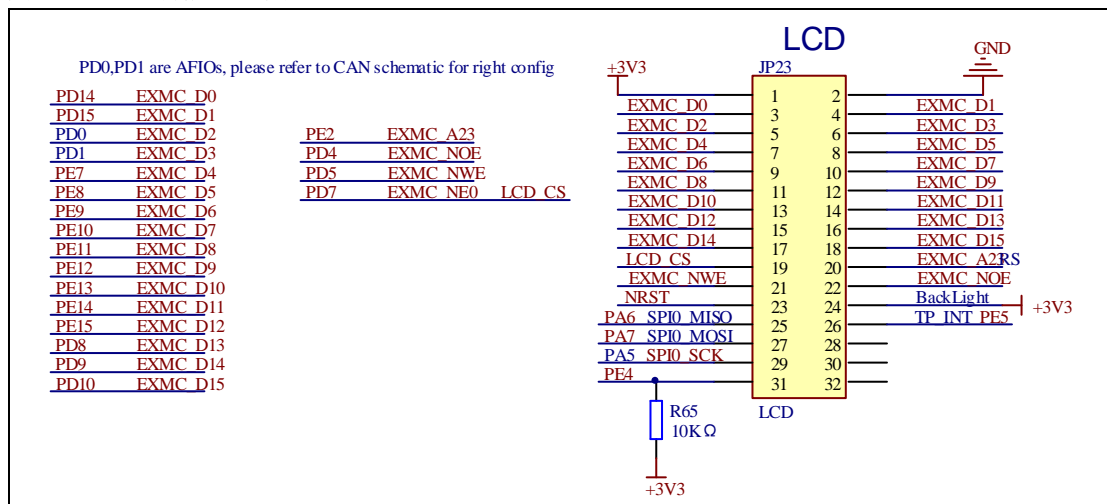 LCD
PD0,PD1 are AFIOs, please refer to CAN schematic for right config
PD14 EXMC_D0
PD15 EXMC_D1
PD0 EXMC_D2
PD1 EXMC_D3
PE7 EXMC_D4
PE8 EXMC_D5
PE9 EXMC_D6
PE10 EXMC_D7
PE11 EXMC_D8
PE12 EXMC_D9
PE13 EXMC_D10
PE14 EXMC_D11
PE15 EXMC_D12
PD8 EXMC_D13
PD9 EXMC_D14
PD10 EXMC_D15
PE2 EXMC_A23
PD4 EXMC_NOE
PD5 EXMC_NWE
PD7 EXMC_NE0 LCD_CS
+3V3 JP23 GND
1 2
EXMC_D0 3 4 EXMC_D1
EXMC_D2 5 6 EXMC_D3
EXMC_D4 7 8 EXMC_D5
EXMC_D6 9 10 EXMC_D7
EXMC_D8 11 12 EXMC_D9
EXMC_D10 13 14 EXMC_D11
EXMC_D12 15 16 EXMC_D13
EXMC_D14 17 18 EXMC_D15
LCD_CS 19 20 EXMC_A23 RS
EXMC_NWE 21 22 EXMC_NOE
NRST 23 24 BackLight +3V3
PA6 SPI0_MISO 25 26 TP_INT PE5
PA7 SPI0_MOSI 27 28
PA5 SPI0_SCK 29 30
PE4 31 32
R65 LCD
10KΩ
+3V3